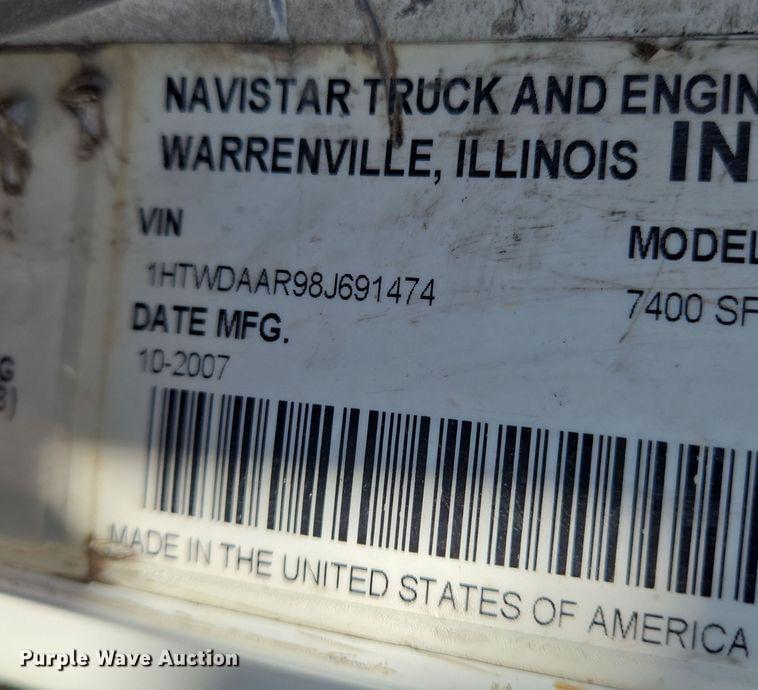 NAVISTAR TRUCK AND ENGIN
WARRENVILLE, ILLINOIS IN
VIN
MODEL
1HTWDAAR98J691474
7400 SF
DATE MFG.
10-2007
G
MADE IN THE UNITED STATES OF AMERICA
Purple Wave Auction